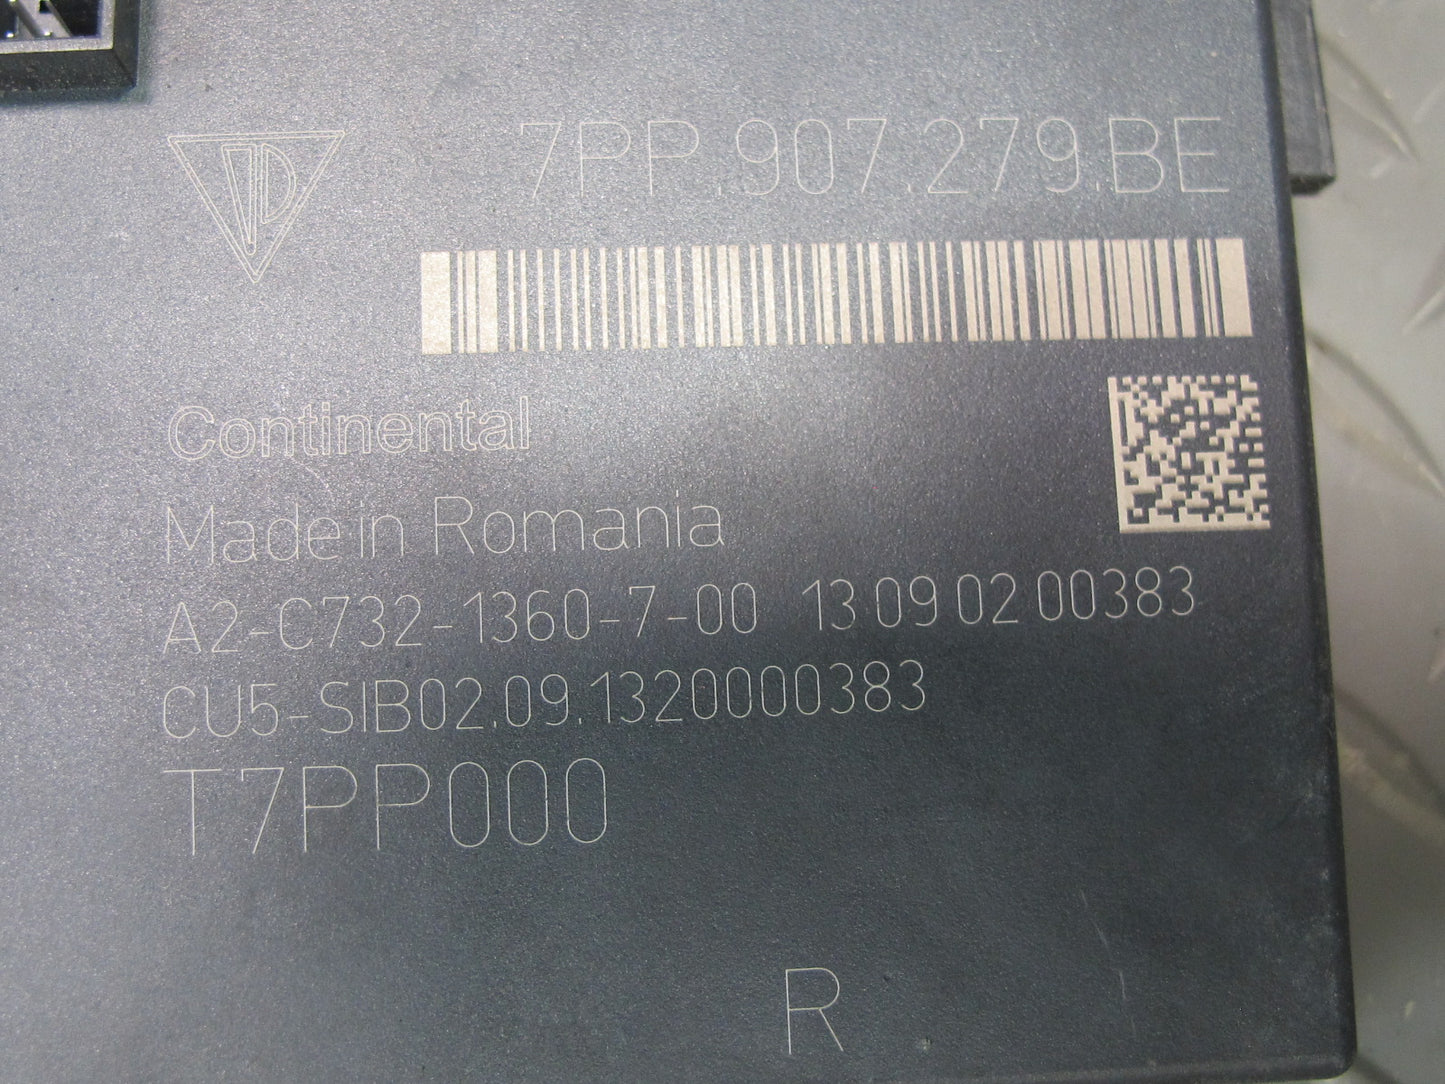 7PP.907.279.BE
Continental
Made in Romania
A2-C732-1360-7-00 13 09 02 00383
CU5-SIB02.09.1320000383
T7PP000
R